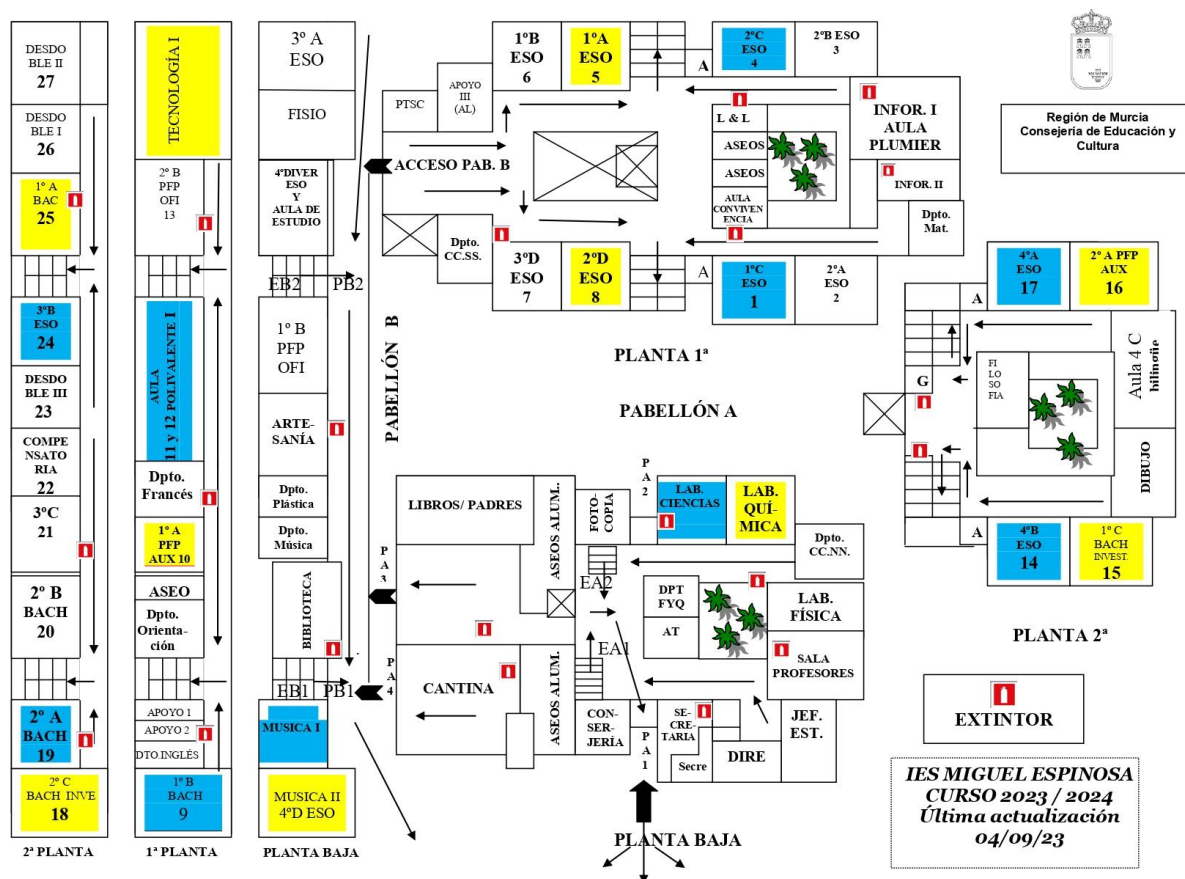 DESDO
BLE II
27
DESDO
BLE I
26
1º A
BAC
25
3ºB
ESO
24
DESDO
BLE III
23
COMPE
NSATO
RIA
22
3ºC
21
2º B
BACH
20
2º A
BACH
19
2º C
BACH INVE
18
2ª PLANTA
TECNOLOGÍA I
2º B
PFP
OFI
13
AULA
11 y 12 POLIVALENTE I
Dpto.
Francés
1º A
PFP
AUX 10
ASEO
Dpto.
Orienta-
ción
APOYO 1
APOYO 2
DTO.INGLÉS
1º B
BACH
9
1ª PLANTA
3º A
ESO
FISIO
4ºDIVER
ESO
Y
AULA DE
ESTUDIO
EB2
PB2
1º B
PFP
OFI
ARTE-
SANÍA
Dpto.
Plástica
Dpto.
Música
BIBLIOTECA
EB1
PB1
MUSICA I
MUSICA II
4ºD ESO
PLANTA BAJA
PABELLÓN B
1ºB
ESO
6
1ºA
ESO
5
2ºC
ESO
4
2ºB ESO
3
A
PTSC
APOYO
III
(AL)
ACCESO PAB. B
L & L
ASEOS
ASEOS
AULA
CONVIVEN
ENCIA
INFOR. I
AULA
PLUMIER
INFOR. II
Dpto.
Mat.
Dpto.
CC.SS.
3ºD
ESO
7
2ºD
ESO
8
A
1ºC
ESO
1
2ºA
ESO
2
PLANTA 1ª
PABELLÓN A
Región de Murcia
Consejería de Educación y
Cultura
4ºA
ESO
17
2º A PFP
AUX
16
A
G
FI
LO
SO
FIA
Aula 4 C
bilingüe
DIBUJO
A
4ºB
ESO
14
1º C
BACH
INVEST.
15
PLANTA 2ª
LIBROS/ PADRES
ASEOS ALUM..
FOTO-
COPIA
PA2
LAB.
CIENCIAS
LAB.
QUÍ-
MICA
Dpto.
CC.NN.
PA3
EA2
DPT
FYQ
AT
LAB.
FÍSICA
SALA
PROFESORES
EA1
PA4
CANTINA
ASEOS ALUM.
CON-
SER-
JERÍA
PA1
SE-
CRE-
TARIA
Secre
DIRE
JEF.
EST.
PLANTA BAJA
EXTINTOR
IES MIGUEL ESPINOSA
CURSO 2023 / 2024
Última actualización
04/09/23